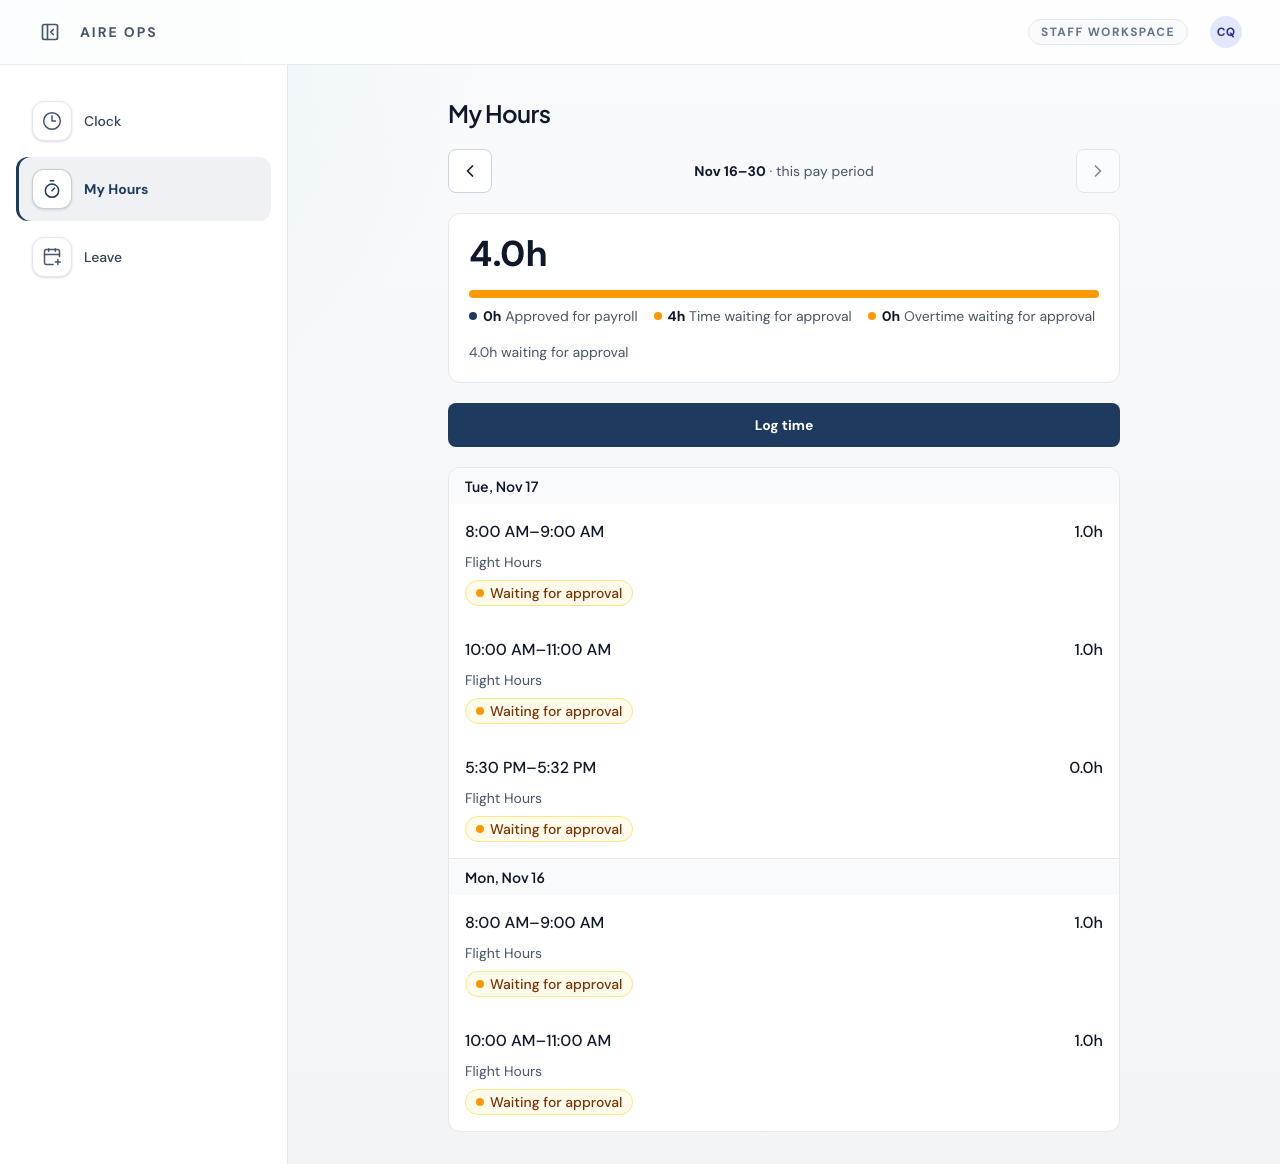 AIRE OPS
STAFF WORKSPACE
CQ
Clock
My Hours
Leave
My Hours
Nov 16–30 · this pay period
4.0h
0h Approved for payroll
4h Time waiting for approval
0h Overtime waiting for approval
4.0h waiting for approval
Log time
Tue, Nov 17
8:00 AM–9:00 AM
1.0h
Flight Hours
Waiting for approval
10:00 AM–11:00 AM
1.0h
Flight Hours
Waiting for approval
5:30 PM–5:32 PM
0.0h
Flight Hours
Waiting for approval
Mon, Nov 16
8:00 AM–9:00 AM
1.0h
Flight Hours
Waiting for approval
10:00 AM–11:00 AM
1.0h
Flight Hours
Waiting for approval